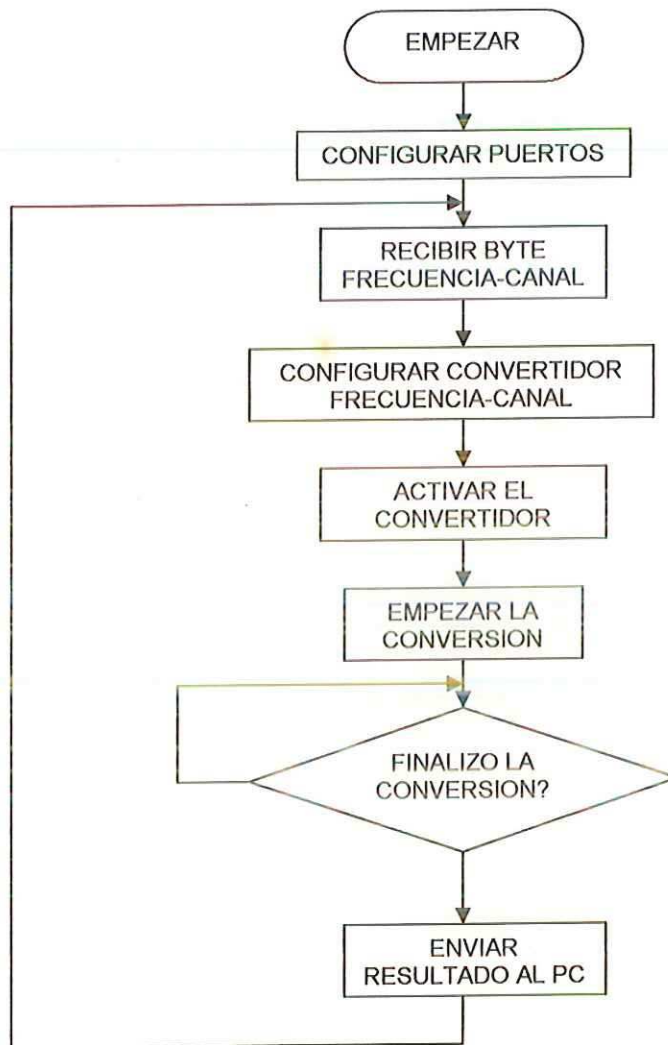 EMPEZAR
CONFIGURAR PUERTOS
RECIBIR BYTE
FRECUENCIA-CANAL
CONFIGURAR CONVERTIDOR
FRECUENCIA-CANAL
ACTIVAR EL
CONVERTIDOR
EMPEZAR LA
CONVERSION
FINALIZO LA
CONVERSION?
ENVIAR
RESULTADO AL PC